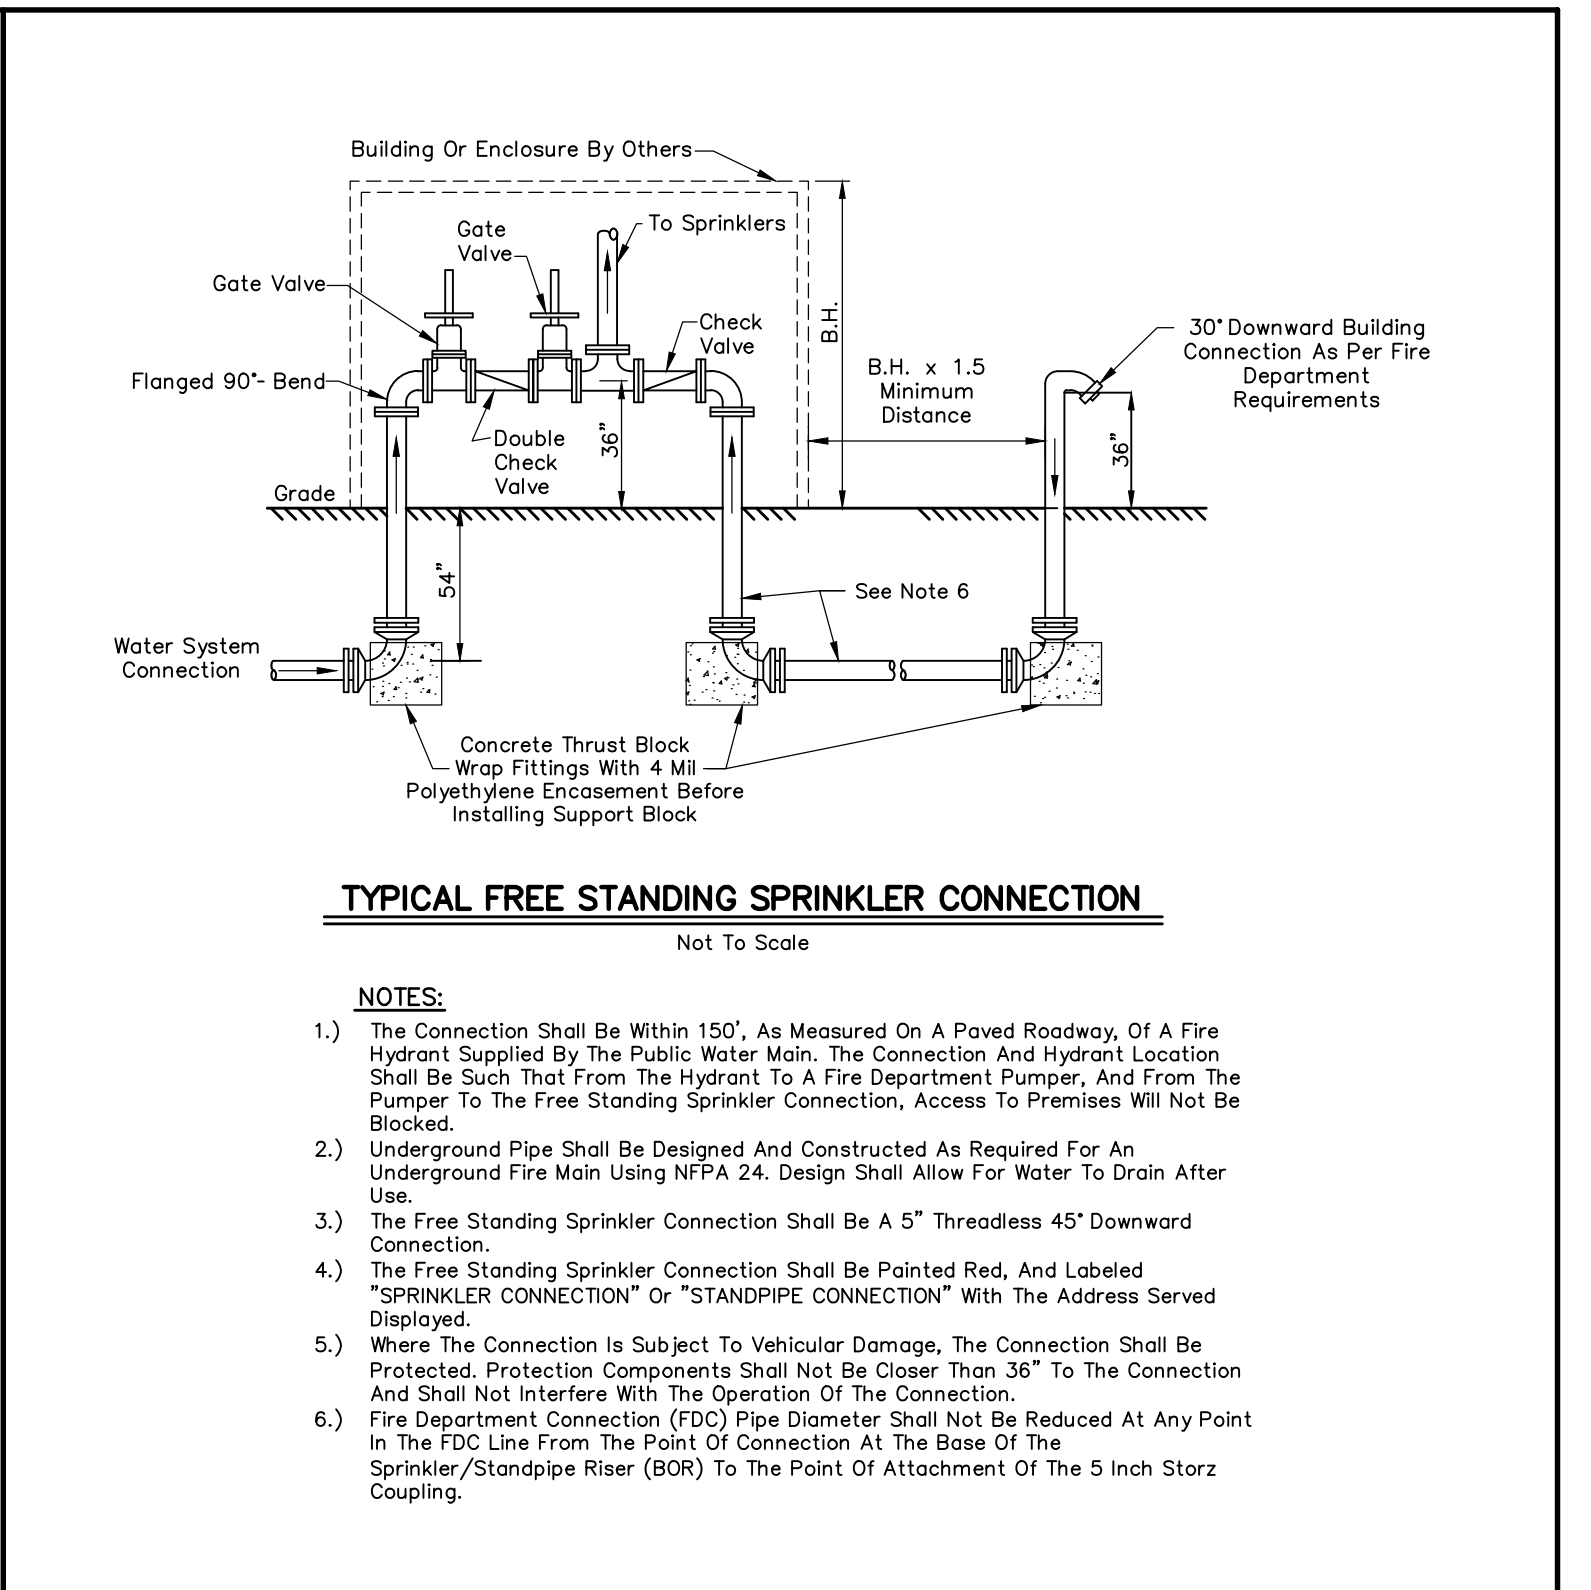 Building Or Enclosure By Others
To Sprinklers
Gate
Valve
Gate Valve
B.H.
Check
Valve
30° Downward Building
Connection As Per Fire
Department
Requirements
B.H. x 1.5
Minimum
Distance
Flanged 90°- Bend
36"
Double
Check
Valve
36"
Grade
54"
See Note 6
Water System
Connection
Concrete Thrust Block
Wrap Fittings With 4 Mil
Polyethylene Encasement Before
Installing Support Block
TYPICAL FREE STANDING SPRINKLER CONNECTION
Not To Scale
NOTES:
1.) The Connection Shall Be Within 150', As Measured On A Paved Roadway, Of A Fire
Hydrant Supplied By The Public Water Main. The Connection And Hydrant Location
Shall Be Such That From The Hydrant To A Fire Department Pumper, And From The
Pumper To The Free Standing Sprinkler Connection, Access To Premises Will Not Be
Blocked.
2.) Underground Pipe Shall Be Designed And Constructed As Required For An
Underground Fire Main Using NFPA 24. Design Shall Allow For Water To Drain After
Use.
3.) The Free Standing Sprinkler Connection Shall Be A 5" Threadless 45° Downward
Connection.
4.) The Free Standing Sprinkler Connection Shall Be Painted Red, And Labeled
"SPRINKLER CONNECTION" Or "STANDPIPE CONNECTION" With The Address Served
Displayed.
5.) Where The Connection Is Subject To Vehicular Damage, The Connection Shall Be
Protected. Protection Components Shall Not Be Closer Than 36" To The Connection
And Shall Not Interfere With The Operation Of The Connection.
6.) Fire Department Connection (FDC) Pipe Diameter Shall Not Be Reduced At Any Point
In The FDC Line From The Point Of Connection At The Base Of The
Sprinkler/Standpipe Riser (BOR) To The Point Of Attachment Of The 5 Inch Storz
Coupling.